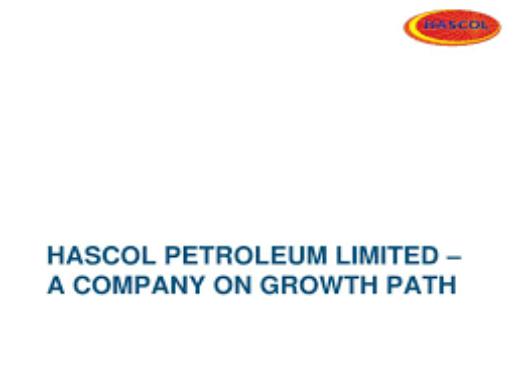 HASCOL
HASCOL PETROLEUM LIMITED –
A COMPANY ON GROWTH PATH